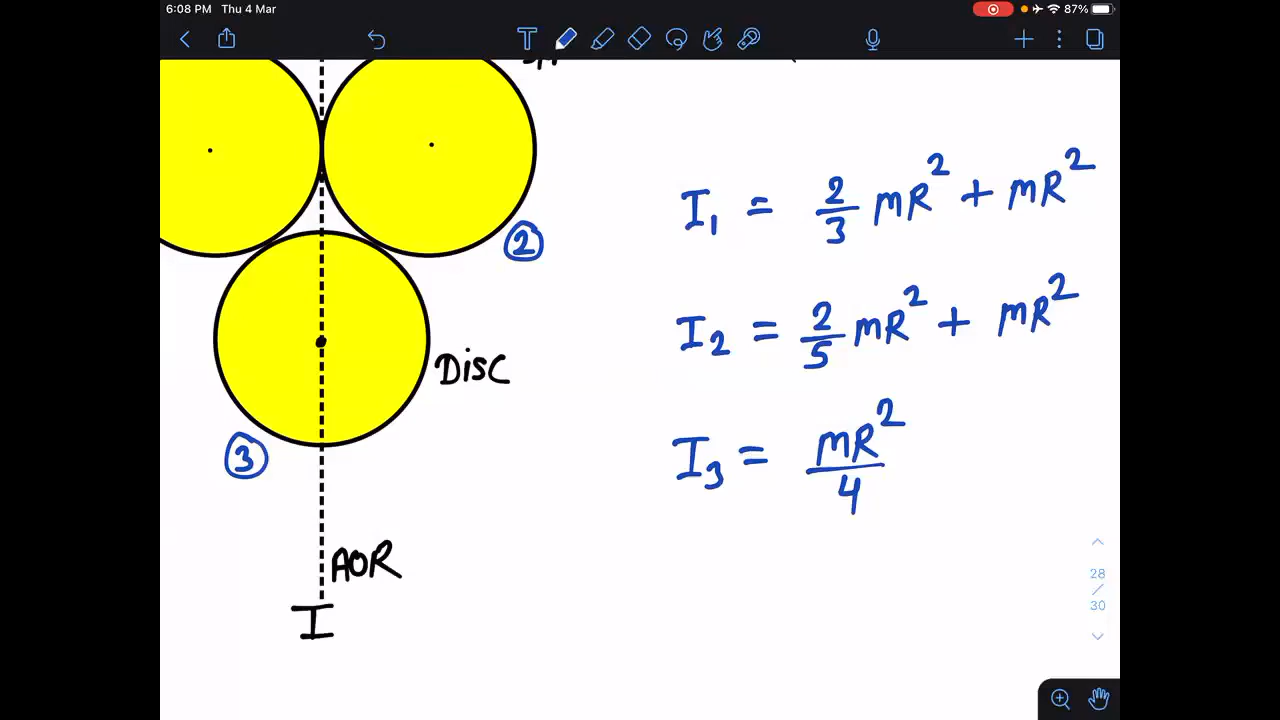 6:08 PM Thu 4 Mar 87%
T
I₁ = 2/3 mR² + mR²
②
I₂ = 2/5 mR² + mR²
DISC
③
I₃ = mR²/4
AOR
28
/
30
I